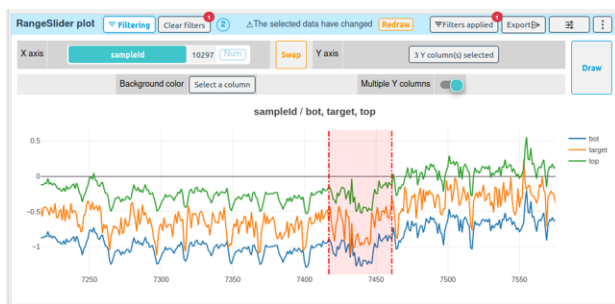 RangeSlider plot Filtering Clear filters 1 2 ⚠The selected data have changed Redraw Filters applied 1 Export
X axis sampleId 10297 Num Swap Y axis 3 Y column(s) selected Draw
Background color Select a column Multiple Y columns
sampleId / bot, target, top
0.5
0
−0.5
−1
7250 7300 7350 7400 7450 7500 7550
bot
target
top